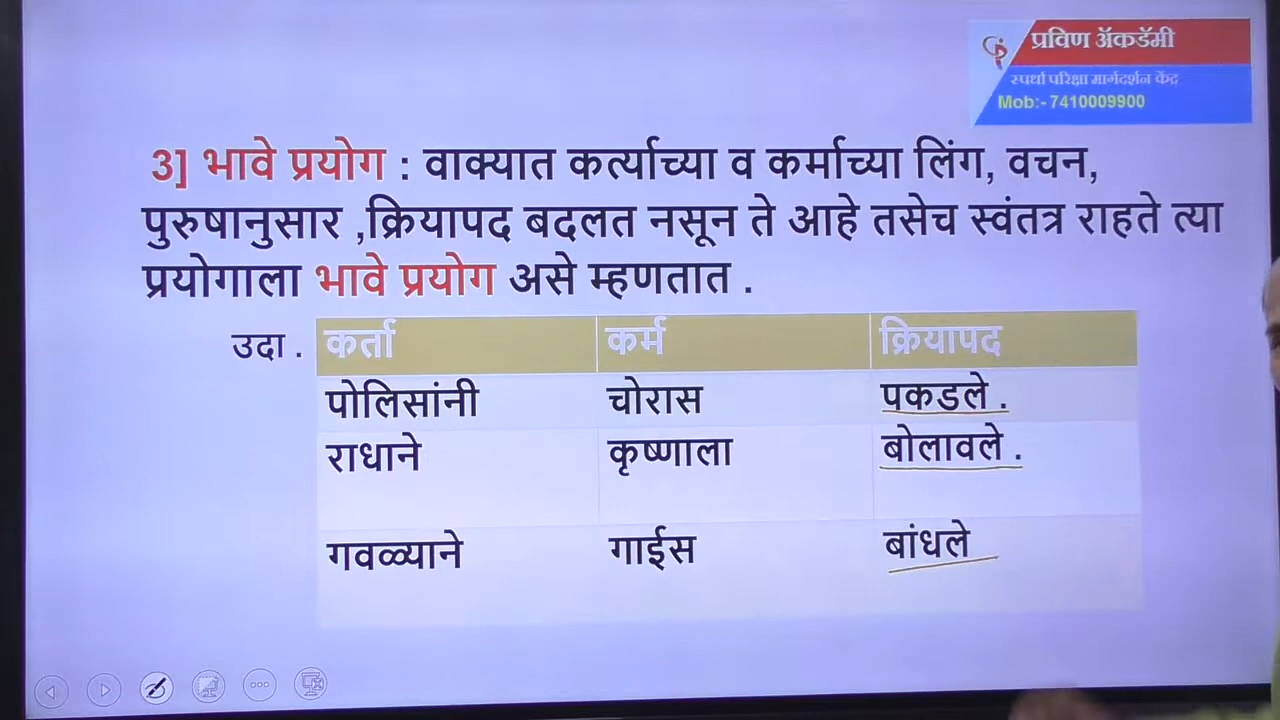 प्रविण ॲकडॅमी
स्पर्धा परिक्षा मार्गदर्शन केंद्र
Mob:- 7410009900
3] भावे प्रयोग : वाक्यात कर्त्याच्या व कर्माच्या लिंग, वचन,
पुरुषानुसार ,क्रियापद बदलत नसून ते आहे तसेच स्वंतत्र राहते त्या
प्रयोगाला भावे प्रयोग असे म्हणतात .
उदा . कर्ता कर्म क्रियापद
पोलिसांनी चोरास पकडले .
राधाने कृष्णाला बोलावले .
गवळ्याने गाईस बांधले